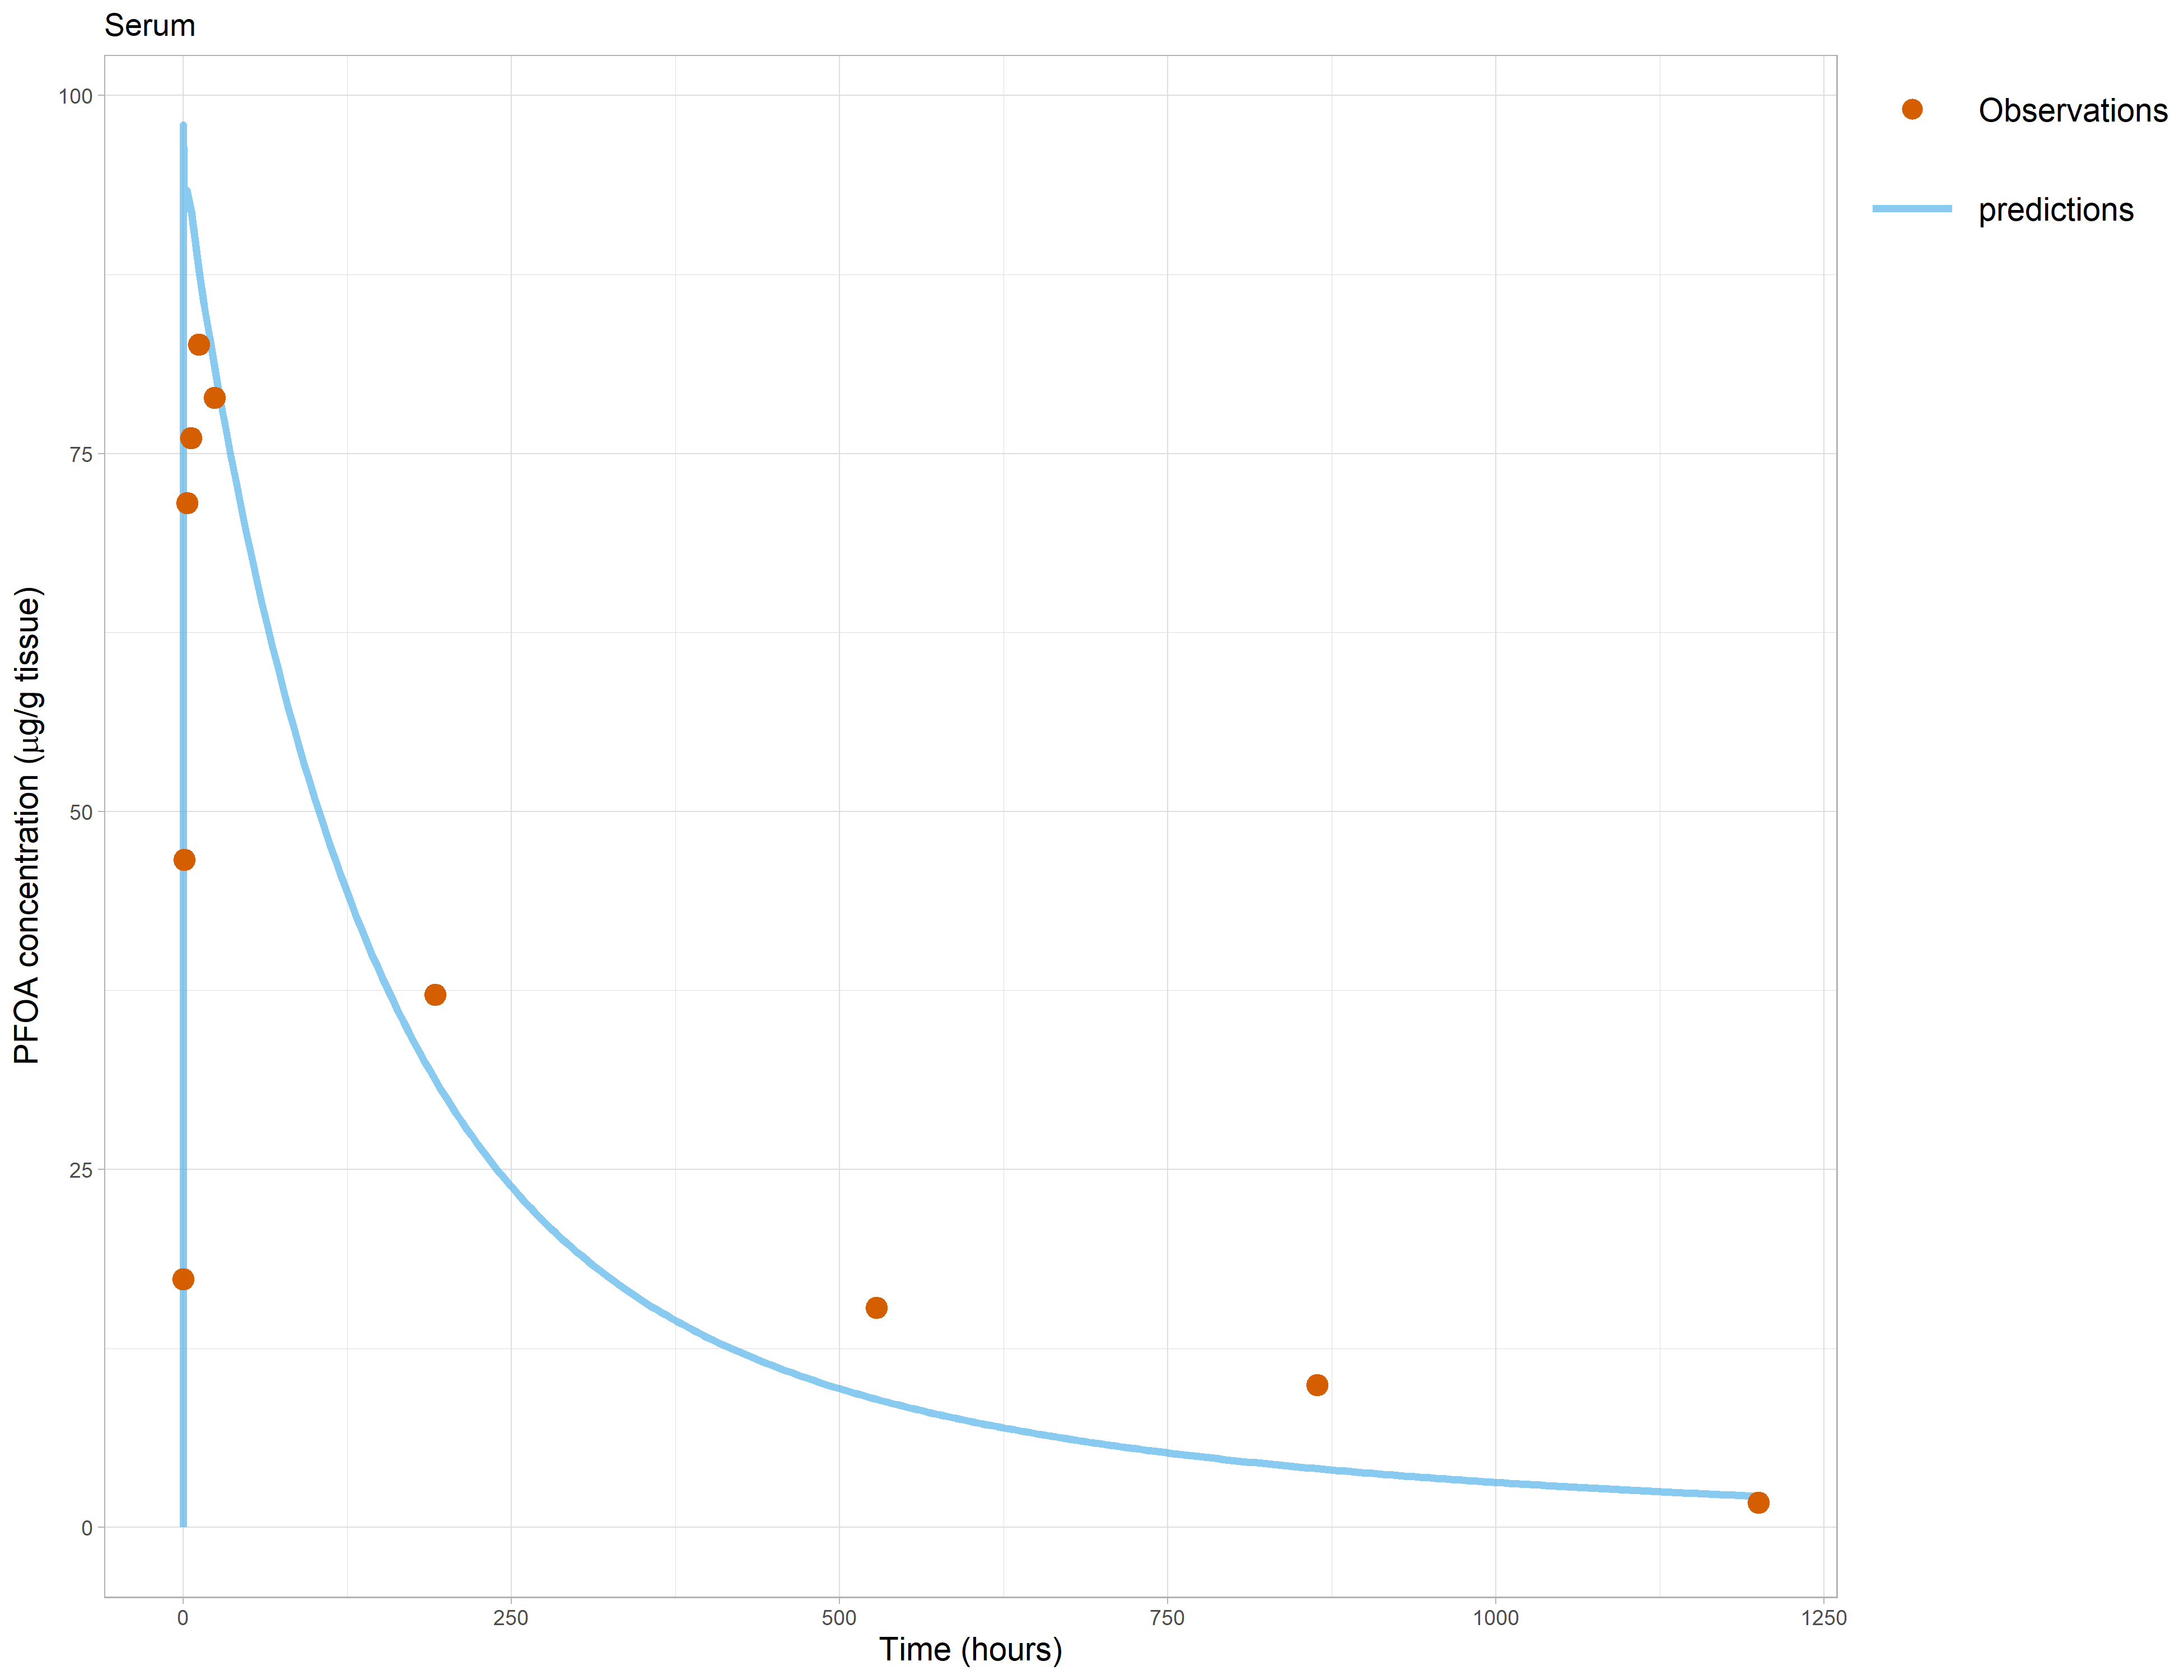 Serum
100
75
50
25
0
PFOA concentration (μg/g tissue)
0 250 500 750 1000 1250
Time (hours)
Observations
predictions